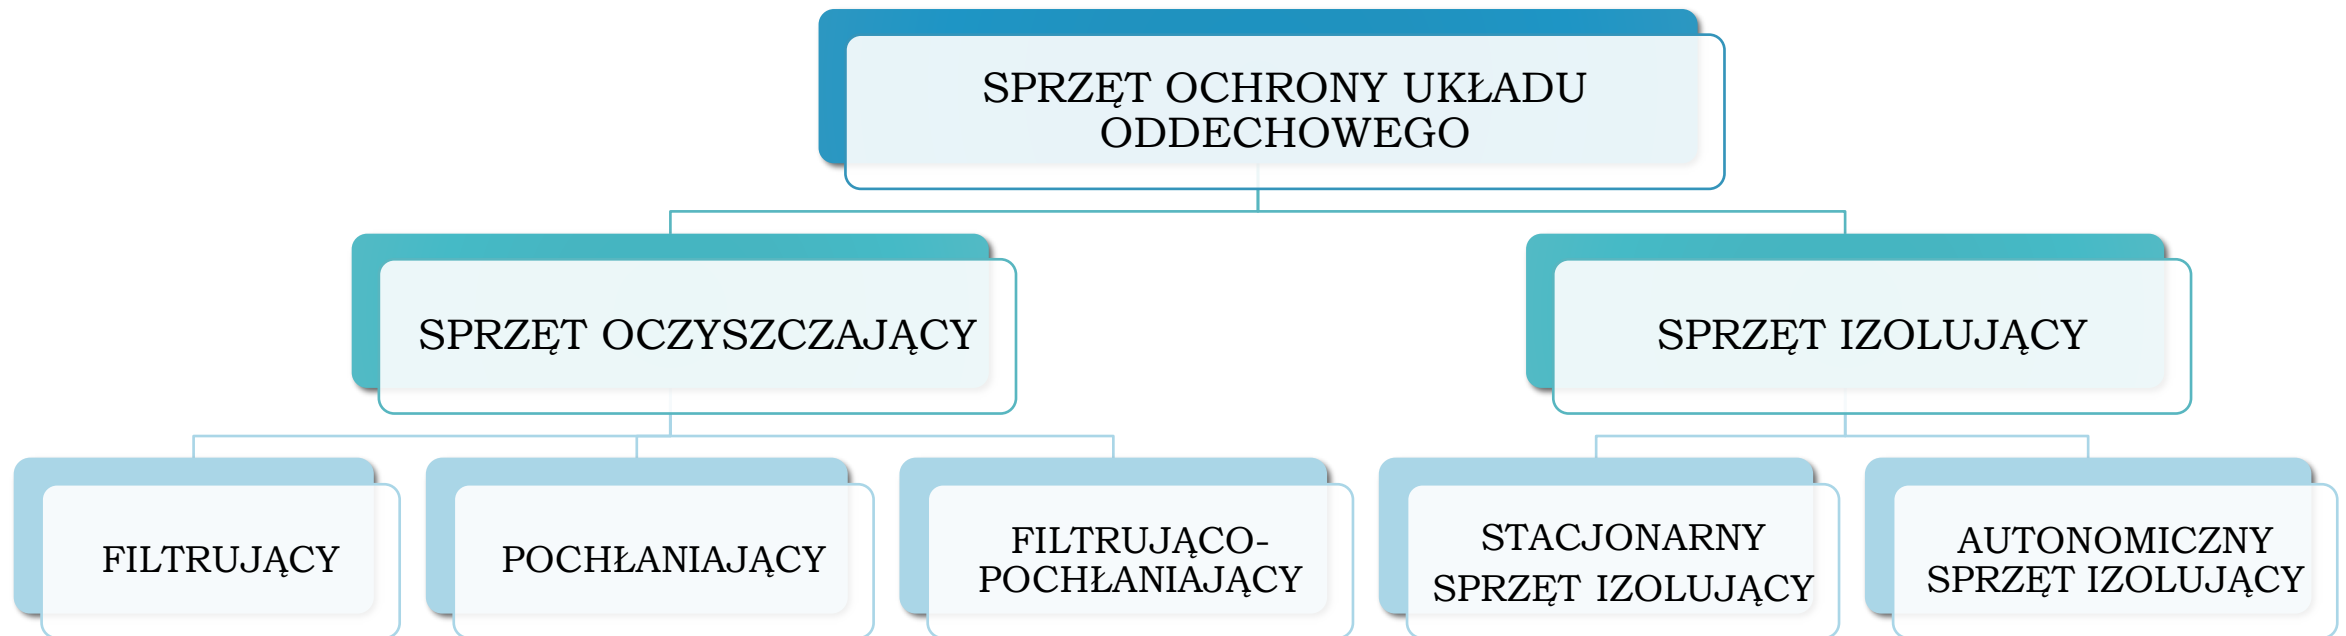 SPRZĘT OCHRONY UKŁADU
ODDECHOWEGO
SPRZĘT OCZYSZCZAJĄCY
SPRZĘT IZOLUJĄCY
FILTRUJĄCY
POCHŁANIAJĄCY
FILTRUJĄCO-
POCHŁANIAJĄCY
STACJONARNY
SPRZĘT IZOLUJĄCY
AUTONOMICZNY
SPRZĘT IZOLUJĄCY